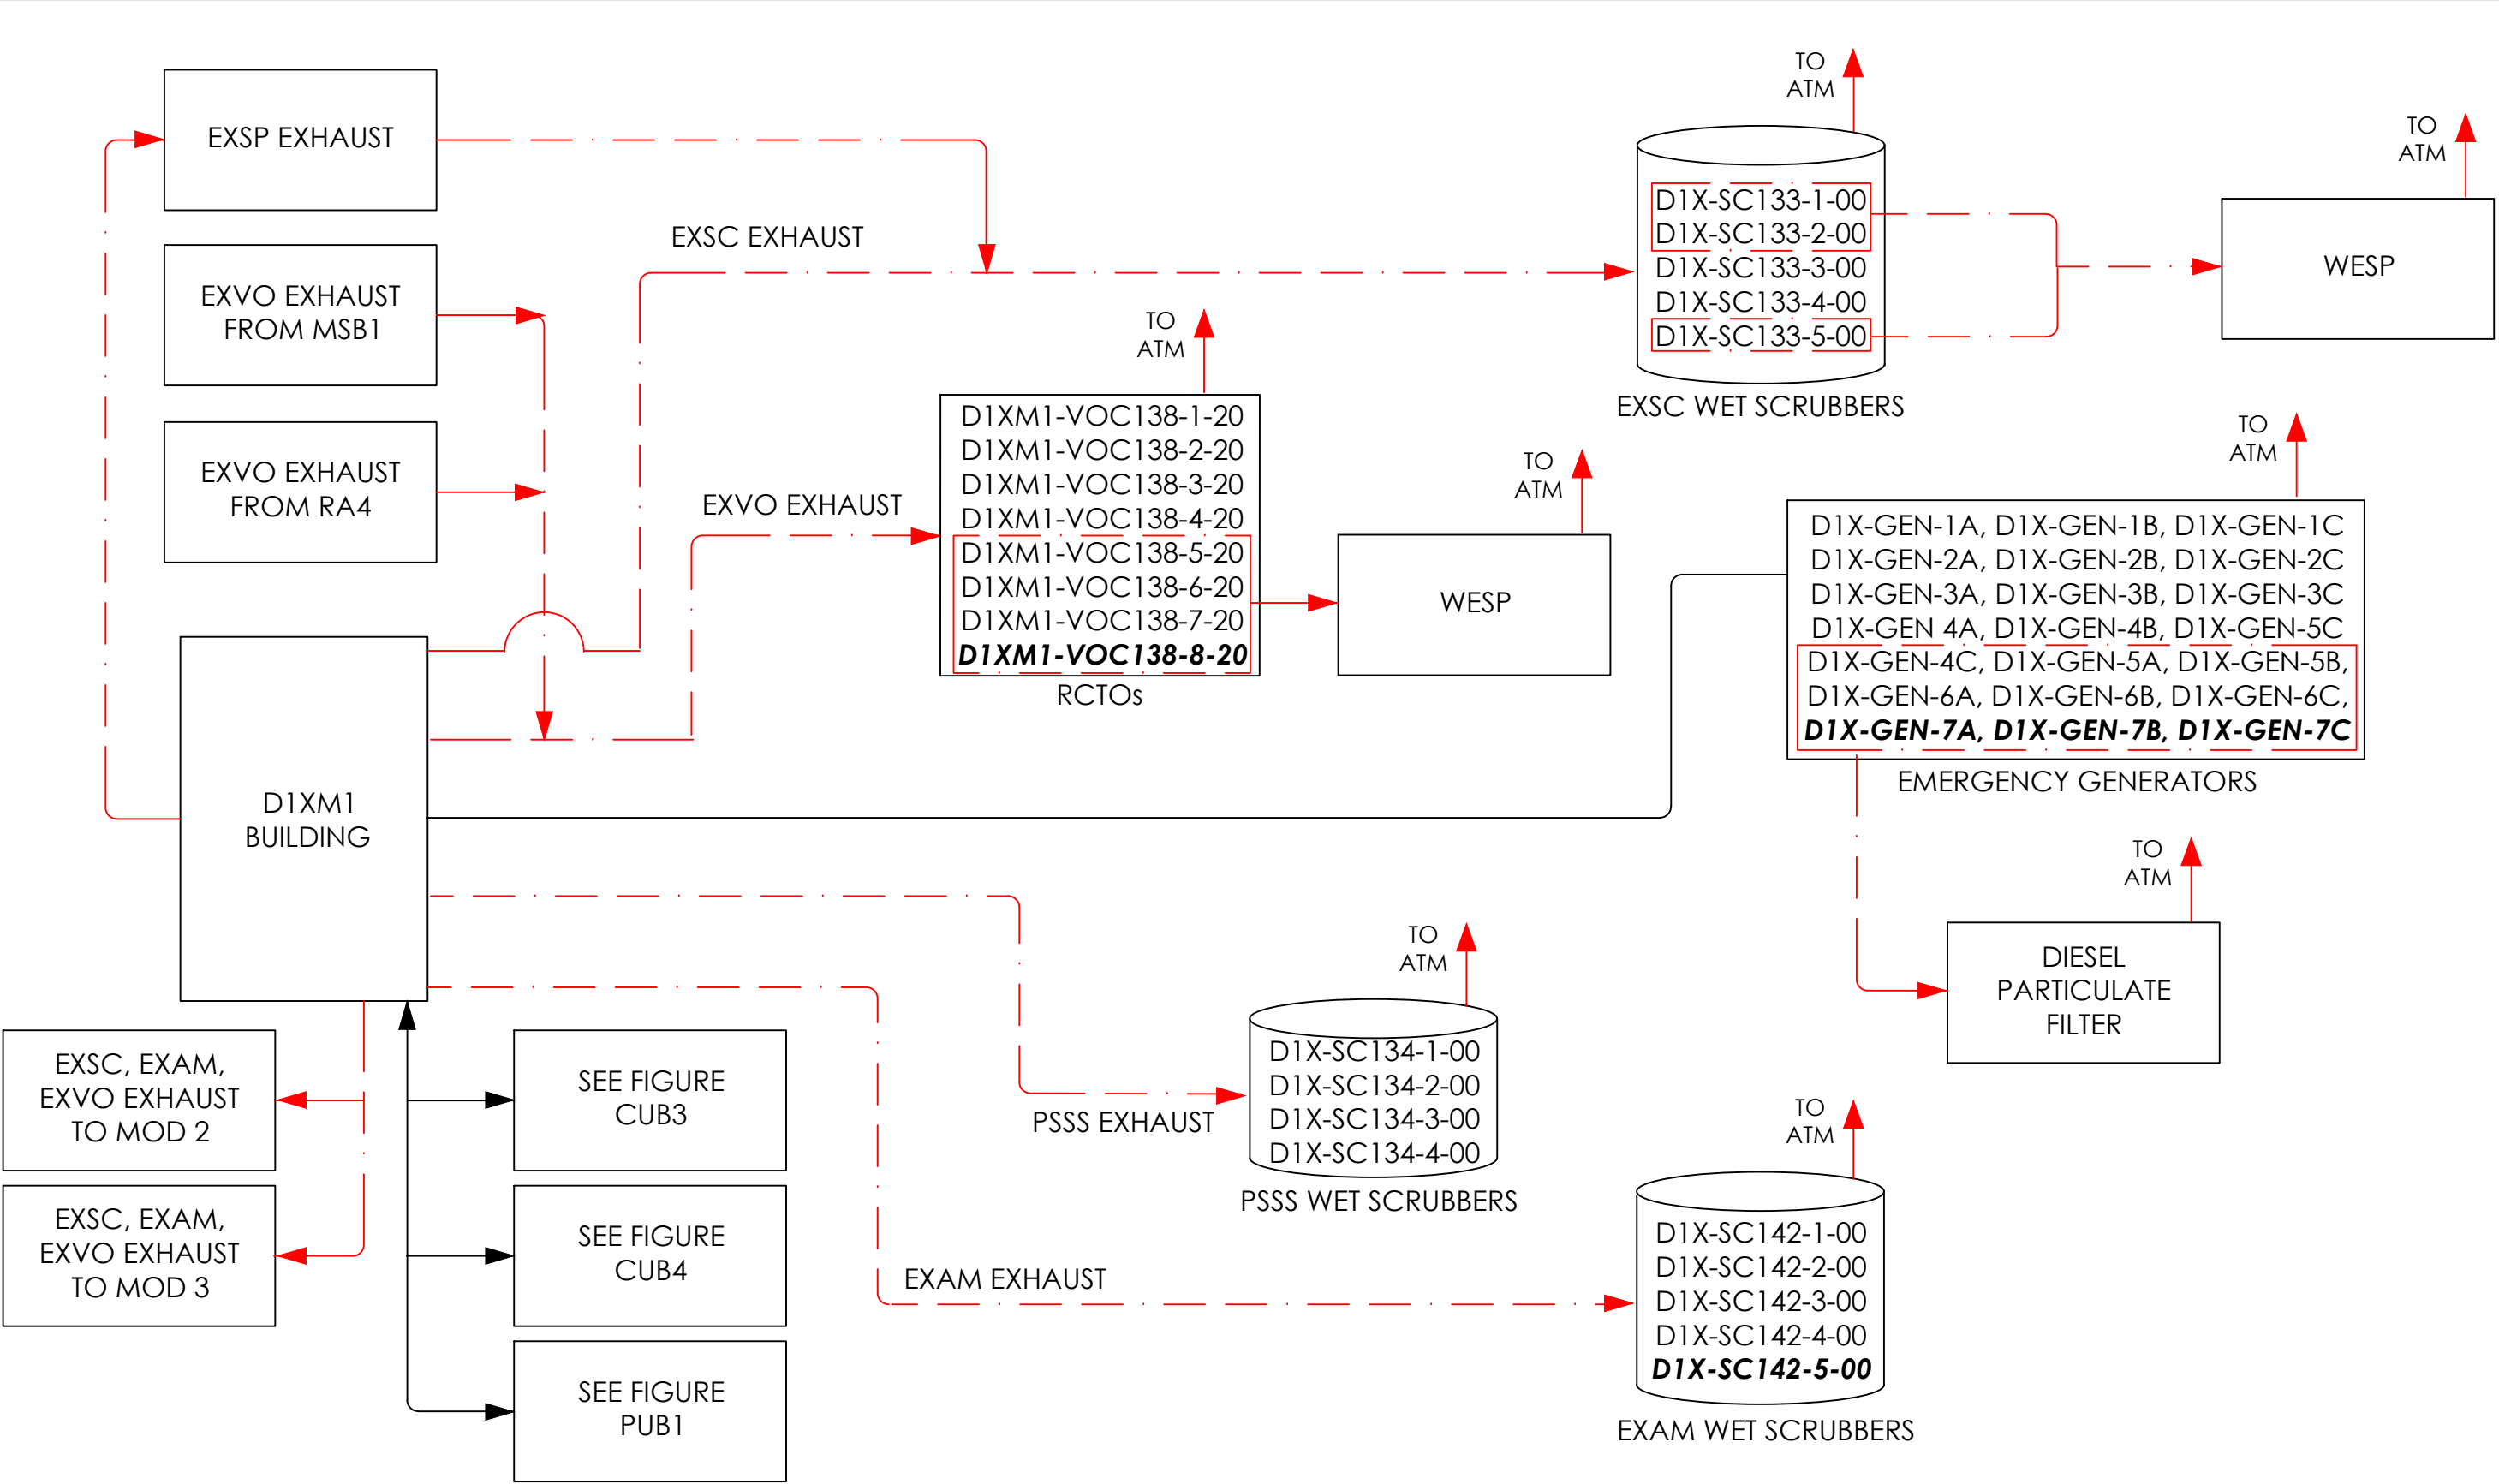 EXSP EXHAUST
EXVO EXHAUST
FROM MSB1
EXVO EXHAUST
FROM RA4
D1XM1
BUILDING
EXSC, EXAM,
EXVO EXHAUST
TO MOD 2
EXSC, EXAM,
EXVO EXHAUST
TO MOD 3
SEE FIGURE
CUB3
SEE FIGURE
CUB4
SEE FIGURE
PUB1
EXSC EXHAUST
EXVO EXHAUST
TO
ATM
D1XM1-VOC138-1-20
D1XM1-VOC138-2-20
D1XM1-VOC138-3-20
D1XM1-VOC138-4-20
D1XM1-VOC138-5-20
D1XM1-VOC138-6-20
D1XM1-VOC138-7-20
D1XM1-VOC138-8-20
RCTOs
TO
ATM
WESP
TO
ATM
D1X-SC133-1-00
D1X-SC133-2-00
D1X-SC133-3-00
D1X-SC133-4-00
D1X-SC133-5-00
EXSC WET SCRUBBERS
TO
ATM
WESP
TO
ATM
D1X-GEN-1A, D1X-GEN-1B, D1X-GEN-1C
D1X-GEN-2A, D1X-GEN-2B, D1X-GEN-2C
D1X-GEN-3A, D1X-GEN-3B, D1X-GEN-3C
D1X-GEN 4A, D1X-GEN-4B, D1X-GEN-5C
D1X-GEN-4C, D1X-GEN-5A, D1X-GEN-5B,
D1X-GEN-6A, D1X-GEN-6B, D1X-GEN-6C,
D1X-GEN-7A, D1X-GEN-7B, D1X-GEN-7C
EMERGENCY GENERATORS
TO
ATM
DIESEL
PARTICULATE
FILTER
PSSS EXHAUST
TO
ATM
D1X-SC134-1-00
D1X-SC134-2-00
D1X-SC134-3-00
D1X-SC134-4-00
PSSS WET SCRUBBERS
EXAM EXHAUST
TO
ATM
D1X-SC142-1-00
D1X-SC142-2-00
D1X-SC142-3-00
D1X-SC142-4-00
D1X-SC142-5-00
EXAM WET SCRUBBERS